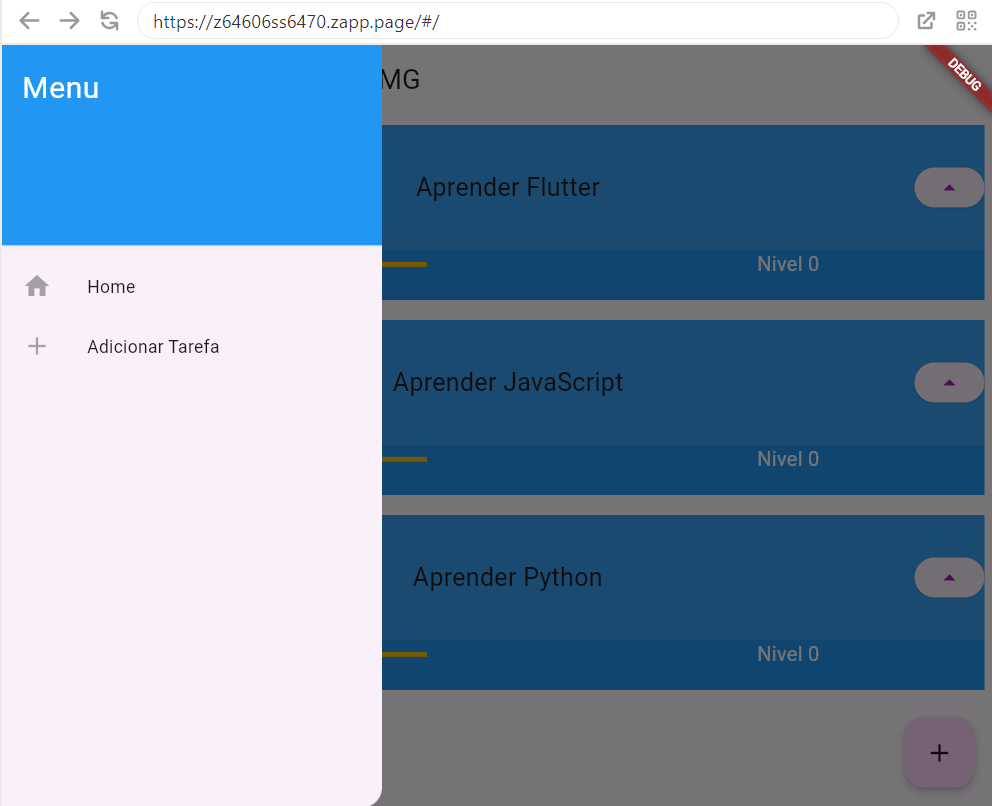 https://z64606ss6470.zapp.page/#/
Menu
MG
DEBUG
Home
Adicionar Tarefa
Aprender Flutter
Nivel 0
Aprender JavaScript
Nivel 0
Aprender Python
Nivel 0